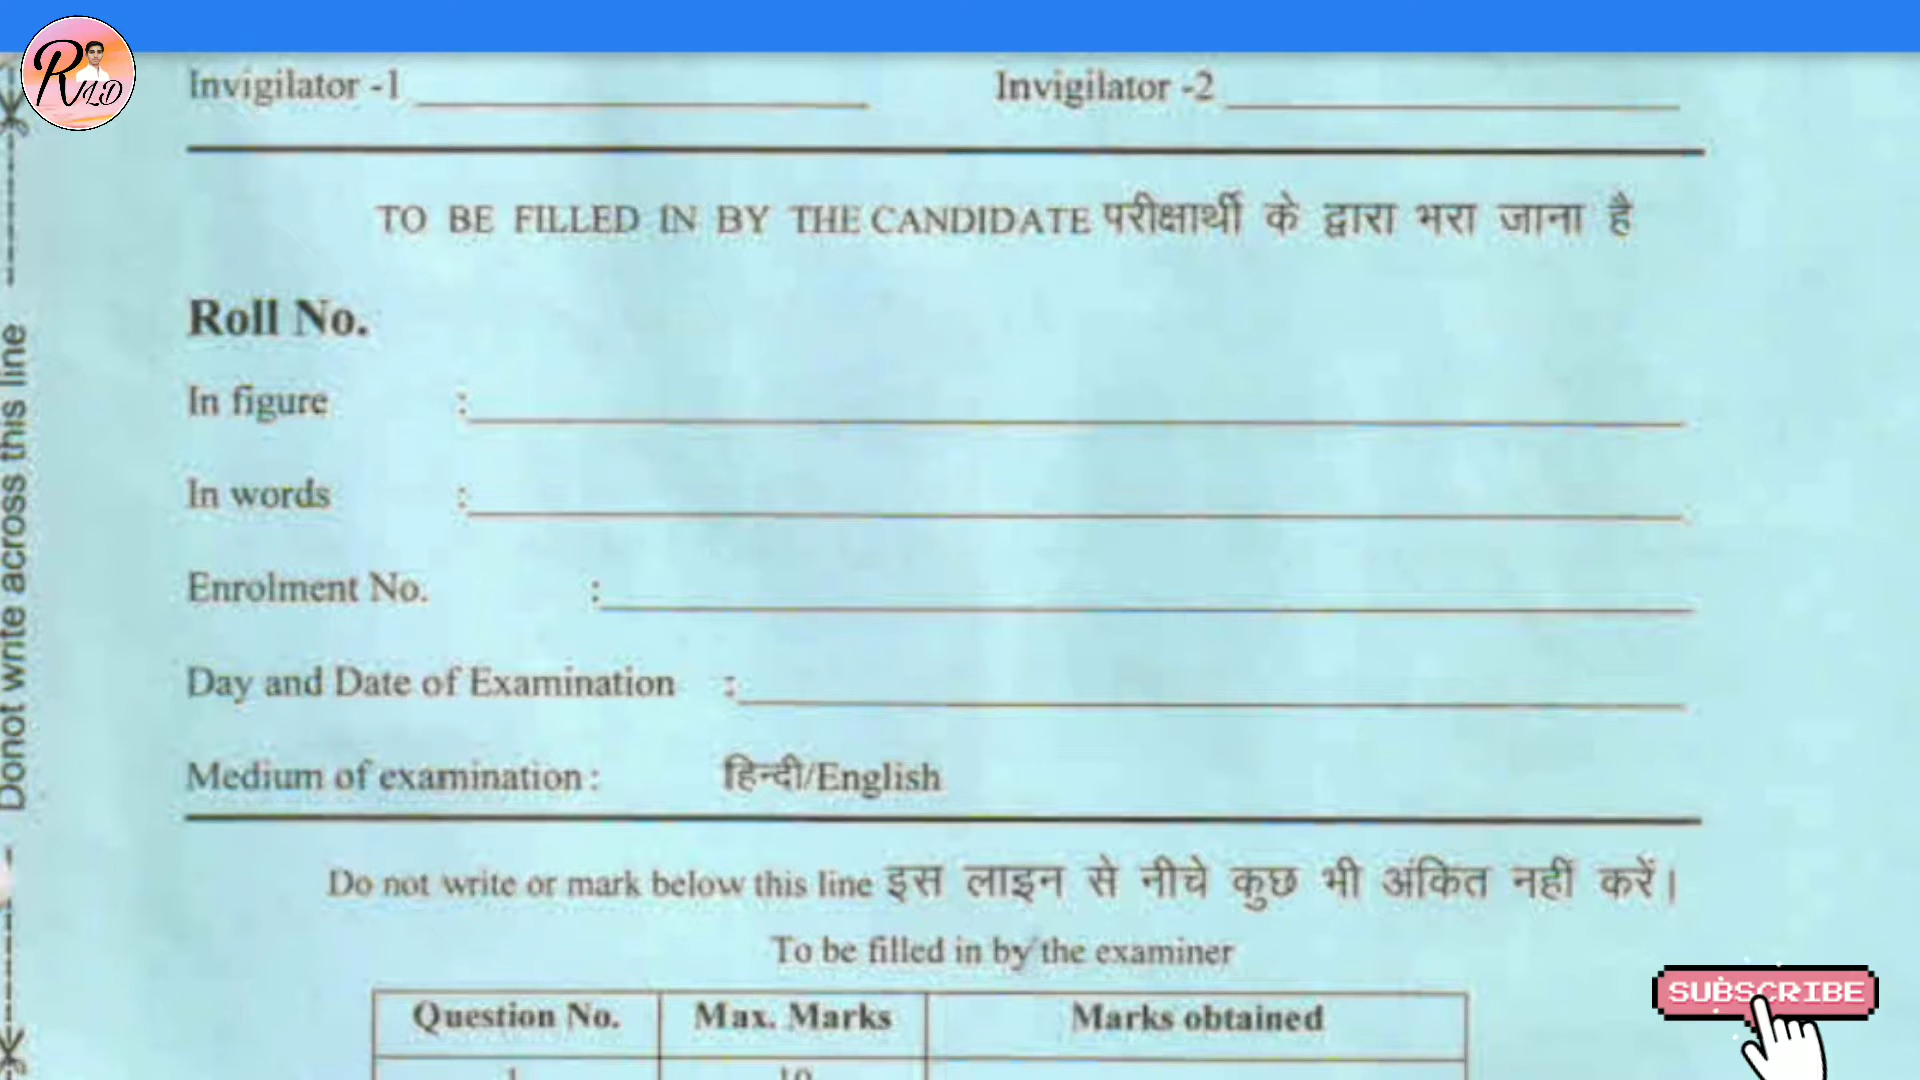 Invigilator -1 Invigilator -2
TO BE FILLED IN BY THE CANDIDATE परीक्षार्थी के द्वारा भरा जाना है
Roll No.
In figure :
In words :
Enrolment No. :
Day and Date of Examination :
Medium of examination : हिन्दी/English
Do not write or mark below this line इस लाइन से नीचे कुछ भी अंकित नहीं करें।
To be filled in by the examiner
Question No. Max. Marks Marks obtained
1 10
Donot write across this line
RLD
SUBSCRIBE